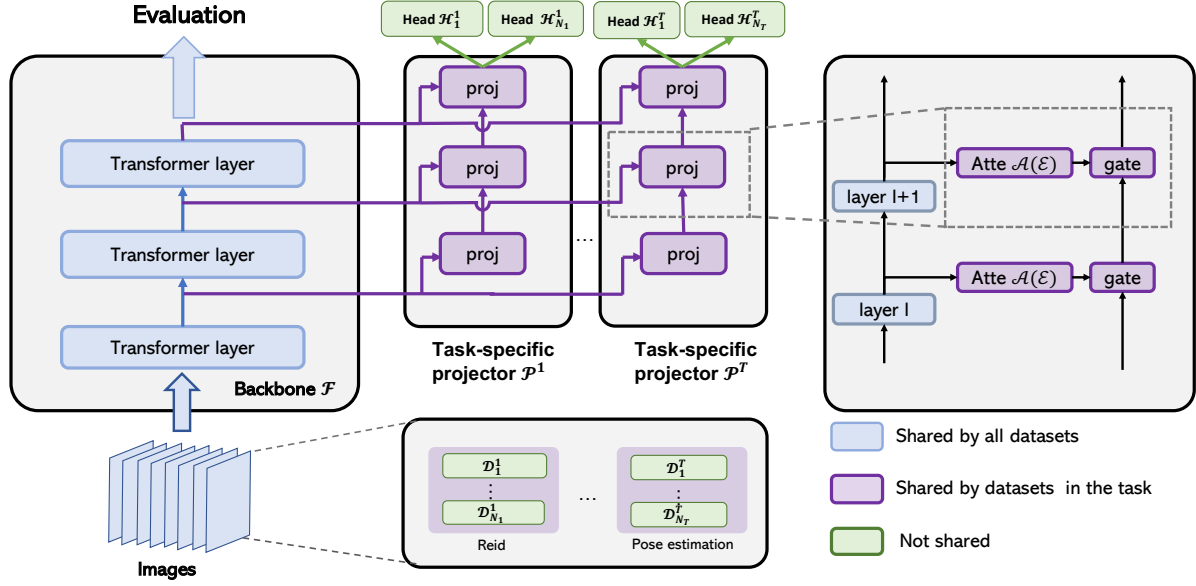 Evaluation
Transformer layer
Transformer layer
Transformer layer
Backbone ℱ
Images
Head ℋ₁¹
Head ℋ_{N₁}¹
Head ℋ₁ᵀ
Head ℋ_{N_T}ᵀ
proj
proj
proj
proj
proj
proj
...
Task-specific
projector 𝒫¹
Task-specific
projector 𝒫ᵀ
Atte 𝒜(ℰ)
gate
layer l+1
Atte 𝒜(ℰ)
gate
layer l
𝒟₁¹
⋮
𝒟_{N₁}¹
Reid
...
𝒟₁ᵀ
⋮
𝒟_{N_T}ᵀ
Pose estimation
Shared by all datasets
Shared by datasets in the task
Not shared